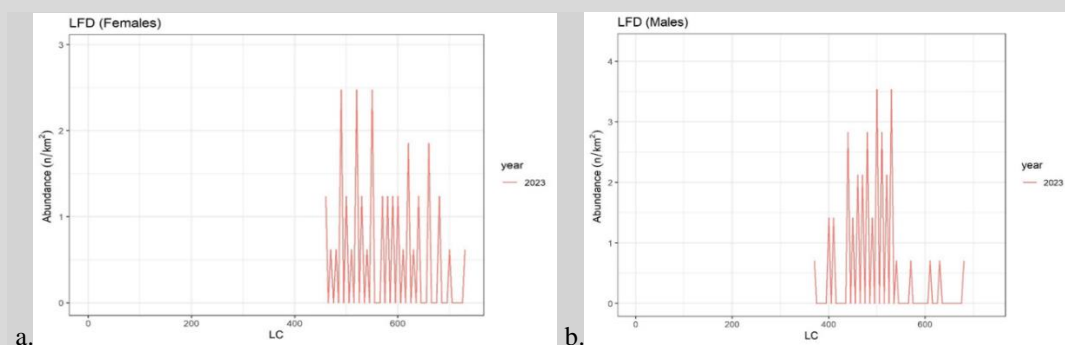 LFD (Females)
3
2
1
0
Abundance (n/km²)
0
200
400
600
LC
year
2023
a.
LFD (Males)
4
3
2
1
0
Abundance (n/km²)
0
200
400
600
LC
year
2023
b.